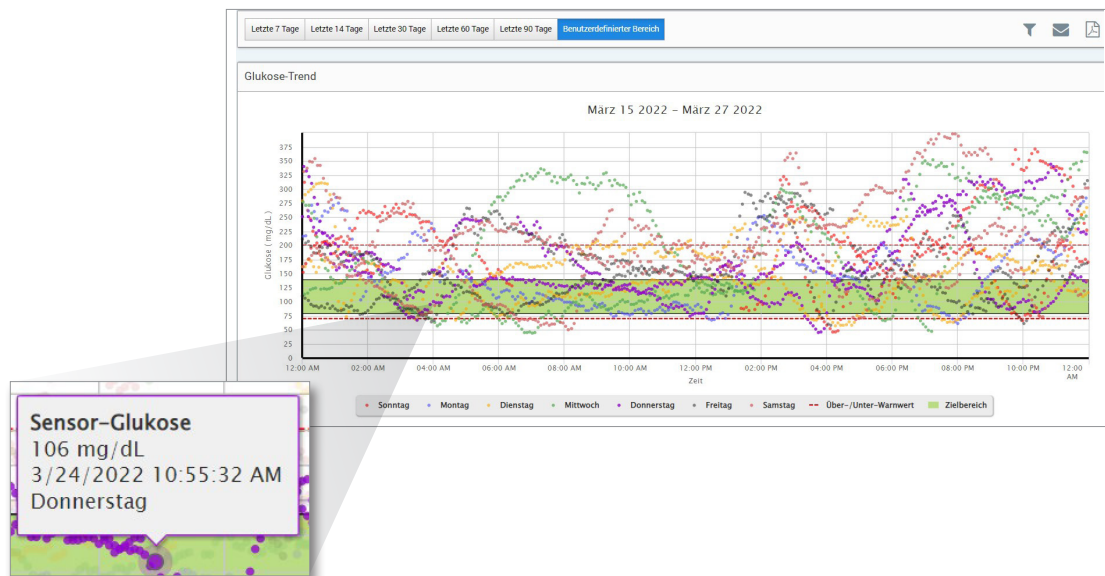 Letzte 7 Tage Letzte 14 Tage Letzte 30 Tage Letzte 60 Tage Letzte 90 Tage Benutzerdefinierter Bereich
Glukose-Trend
März 15 2022 - März 27 2022
Glukose (mg/dL)
375
350
325
300
275
250
225
200
175
150
125
100
75
50
25
0
12:00 AM 02:00 AM 04:00 AM 06:00 AM 08:00 AM 10:00 AM 12:00 PM 02:00 PM 04:00 PM 06:00 PM 08:00 PM 10:00 PM 12:00 AM
Zeit
Sonntag Montag Dienstag Mittwoch Donnerstag Freitag Samstag Über-/Unter-Warnwert Zielbereich
Sensor-Glukose
106 mg/dL
3/24/2022 10:55:32 AM
Donnerstag